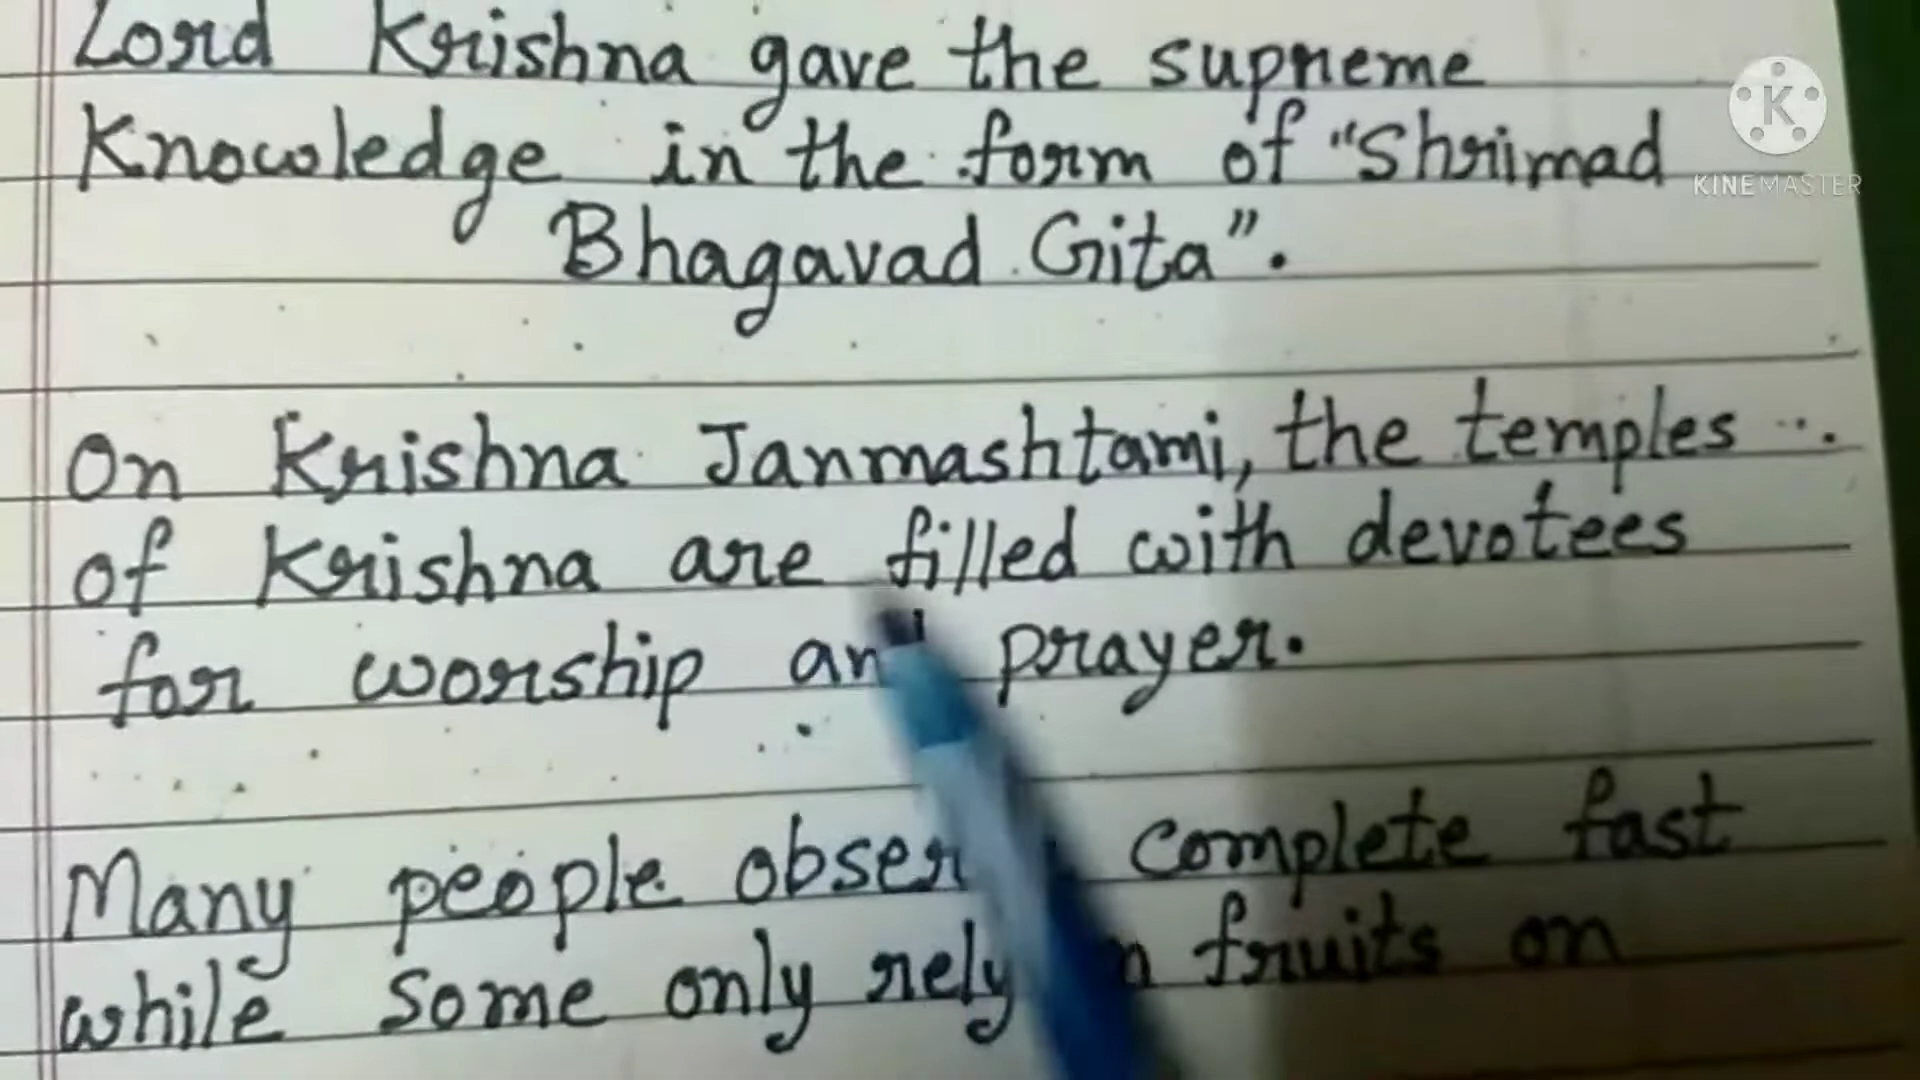 Lord Krishna gave the supreme
Knowledge in the form of "Shrimad
Bhagavad Gita".
On Krishna Janmashtami, the temples
of Krishna are filled with devotees
for worship and prayer.
Many people complete fast
while some only rely fruits on
KINEMASTER